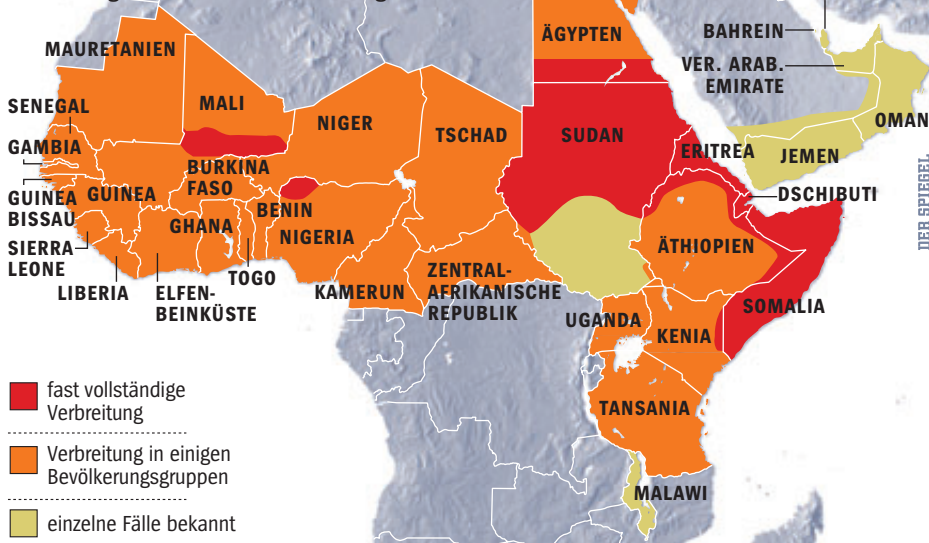 ÄGYPTEN
BAHREIN
MAURETANIEN
VER. ARAB.
EMIRATE
SENEGAL
MALI
NIGER
TSCHAD
SUDAN
OMAN
GAMBIA
ERITREA
JEMEN
BURKINA
FASO
DSCHIBUTI
GUINEA
BISSAU
GUINEA
BENIN
GHANA
NIGERIA
ÄTHIOPIEN
SIERRA
LEONE
TOGO
ZENTRAL-
AFRIKANISCHE
REPUBLIK
LIBERIA
ELFEN-
BEINKÜSTE
KAMERUN
SOMALIA
UGANDA
KENIA
TANSANIA
MALAWI
DER SPIEGEL
fast vollständige
Verbreitung
Verbreitung in einigen
Bevölkerungsgruppen
einzelne Fälle bekannt